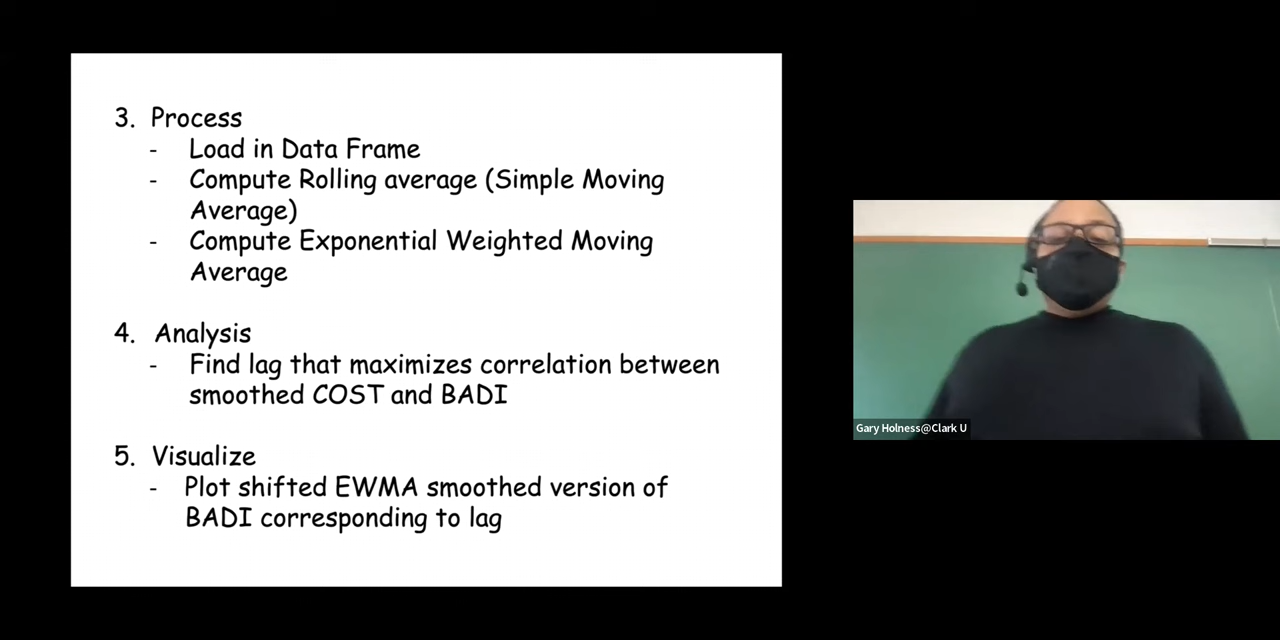 3. Process
- Load in Data Frame
- Compute Rolling average (Simple Moving
Average)
- Compute Exponential Weighted Moving
Average
4. Analysis
- Find lag that maximizes correlation between
smoothed COST and BADI
5. Visualize
- Plot shifted EWMA smoothed version of
BADI corresponding to lag
Gary Holness@Clark U